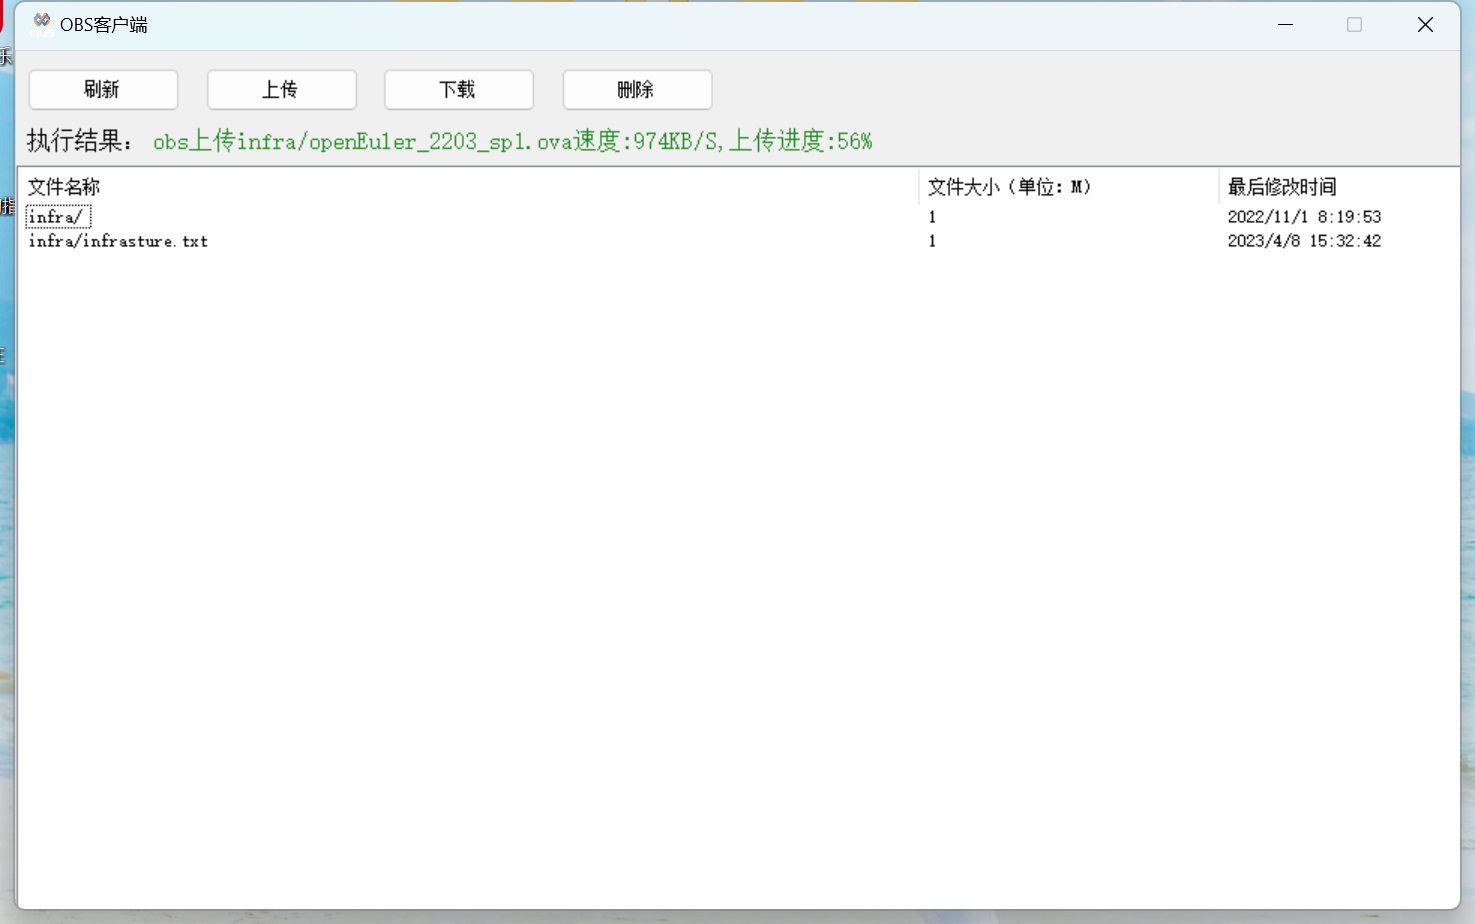 OBS客户端
刷新 上传 下载 删除
执行结果： obs上传infra/openEuler_2203_sp1.ova速度:974KB/S,上传进度:56%
文件名称 文件大小（单位：M） 最后修改时间
infra/ 1 2022/11/1 8:19:53
infra/infrasture.txt 1 2023/4/8 15:32:42